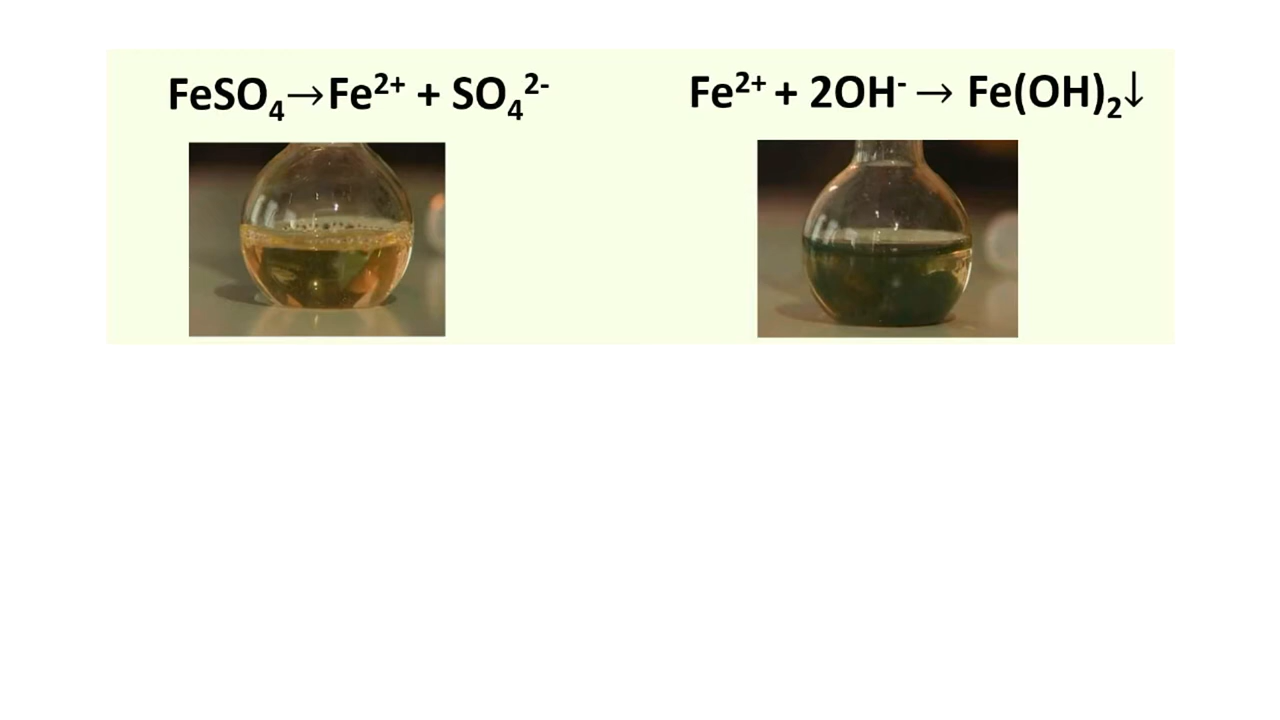 FeSO₄→Fe²⁺ + SO₄²⁻
Fe²⁺ + 2OH⁻ → Fe(OH)₂↓